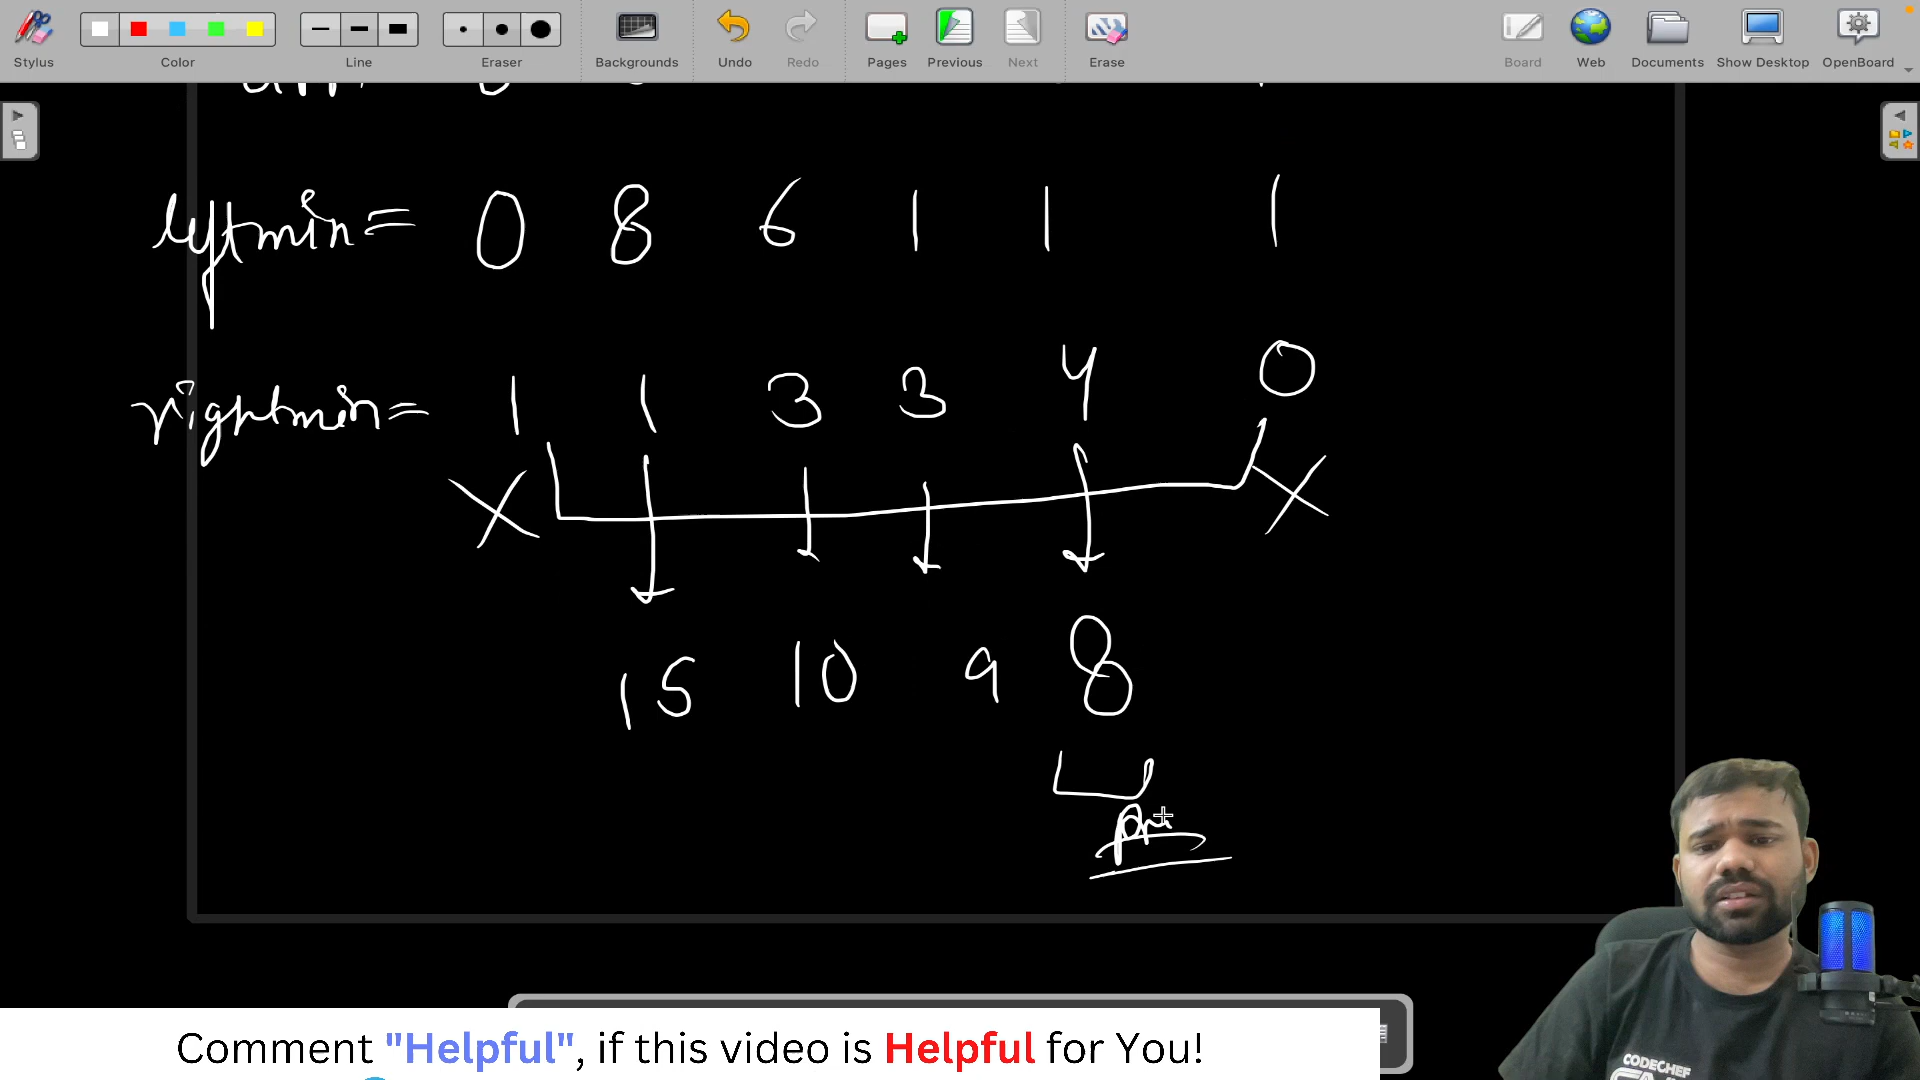 Stylus Color Line Eraser Backgrounds Undo Redo Pages Previous Next Erase Board Web Documents Show Desktop OpenBoard
leftmin= 0 8 6 1 1 1
rightmin= 1 1 3 3 4 0
X X
15 10 9 8
Comment "Helpful", if this video is Helpful for You!
CODECHEF